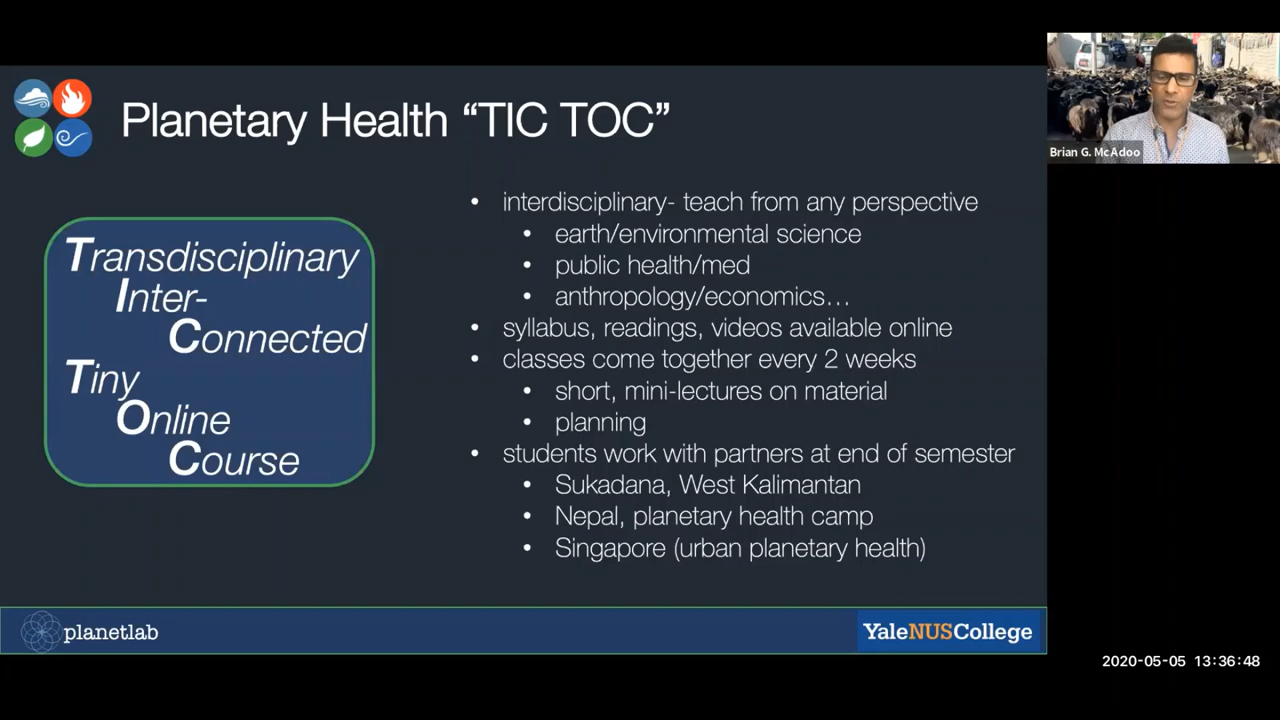 Planetary Health “TIC TOC”
Transdisciplinary
Inter-
Connected
Tiny
Online
Course
• interdisciplinary- teach from any perspective
• earth/environmental science
• public health/med
• anthropology/economics…
• syllabus, readings, videos available online
• classes come together every 2 weeks
• short, mini-lectures on material
• planning
• students work with partners at end of semester
• Sukadana, West Kalimantan
• Nepal, planetary health camp
• Singapore (urban planetary health)
planetlab
YaleNUSCollege
Brian G. McAdoo
2020-05-05 13:36:48